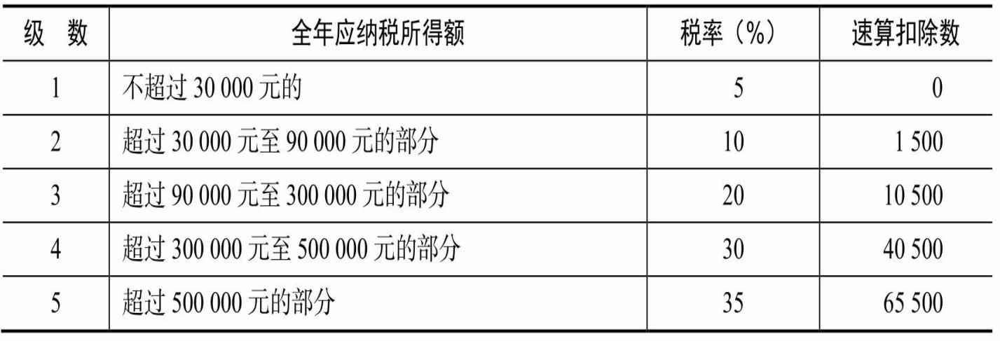 级 数 全年应纳税所得额 税率（%） 速算扣除数
1 不超过 30 000 元的 5 0
2 超过 30 000 元至 90 000 元的部分 10 1 500
3 超过 90 000 元至 300 000 元的部分 20 10 500
4 超过 300 000 元至 500 000 元的部分 30 40 500
5 超过 500 000 元的部分 35 65 500